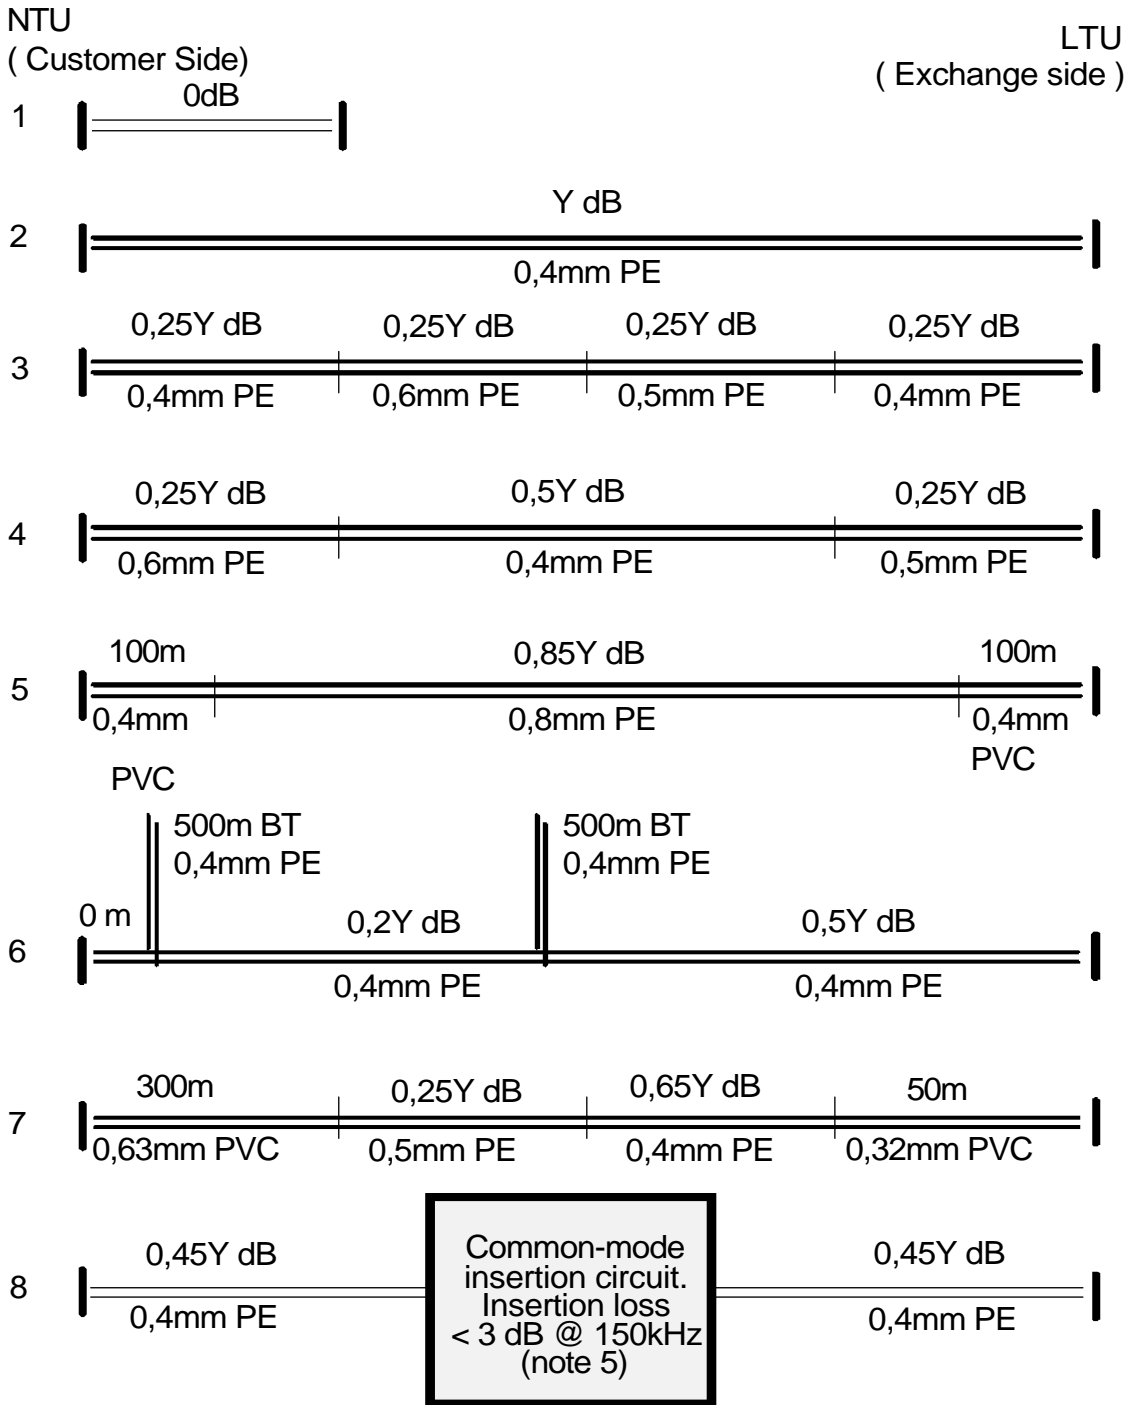 NTU
( Customer Side)
LTU
( Exchange side )
0dB
1
Y dB
2
0,4mm PE
0,25Y dB 0,25Y dB 0,25Y dB 0,25Y dB
3
0,4mm PE 0,6mm PE 0,5mm PE 0,4mm PE
0,25Y dB 0,5Y dB 0,25Y dB
4
0,6mm PE 0,4mm PE 0,5mm PE
100m 0,85Y dB 100m
5
0,4mm 0,8mm PE 0,4mm
PVC PVC
500m BT 500m BT
0,4mm PE 0,4mm PE
0 m 0,2Y dB 0,5Y dB
6
0,4mm PE 0,4mm PE
300m 0,25Y dB 0,65Y dB 50m
7
0,63mm PVC 0,5mm PE 0,4mm PE 0,32mm PVC
0,45Y dB 0,45Y dB
8
0,4mm PE 0,4mm PE
Common-mode
insertion circuit.
Insertion loss
< 3 dB @ 150kHz
(note 5)